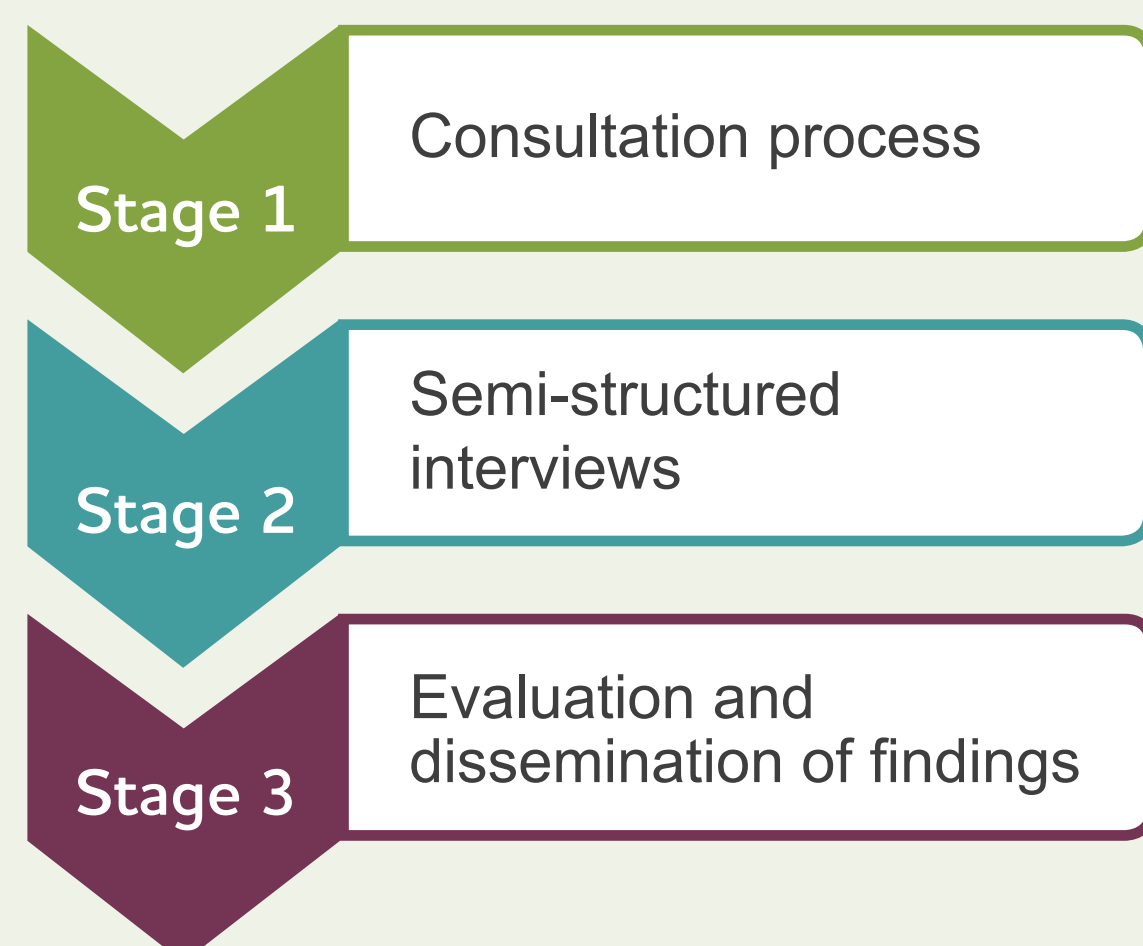 Stage 1
Consultation process
Stage 2
Semi-structured
interviews
Stage 3
Evaluation and
dissemination of findings